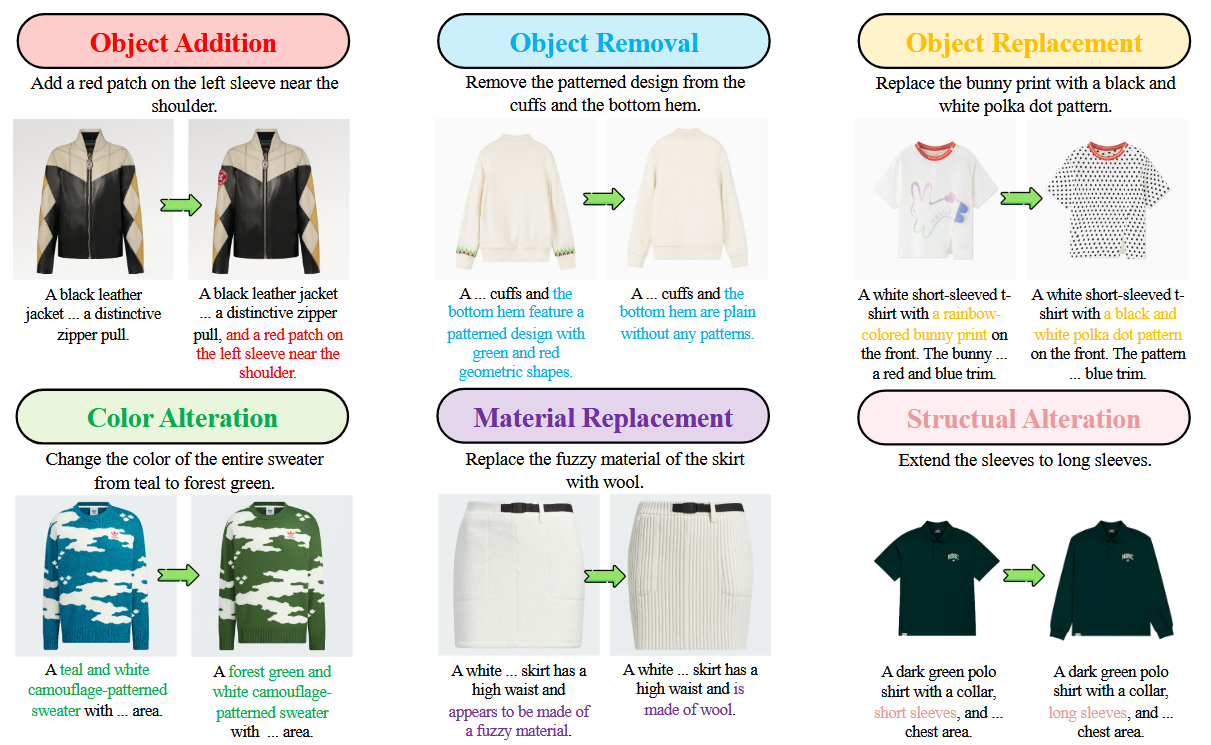 Object Addition
Add a red patch on the left sleeve near the
shoulder.
A black leather
jacket ... a distinctive
zipper pull.
A black leather jacket
... a distinctive zipper
pull, and a red patch on
the left sleeve near the
shoulder.
Object Removal
Remove the patterned design from the
cuffs and the bottom hem.
A ... cuffs and the
bottom hem feature a
patterned design with
green and red
geometric shapes.
A ... cuffs and the
bottom hem are plain
without any patterns.
Object Replacement
Replace the bunny print with a black and
white polka dot pattern.
A white short-sleeved t-
shirt with a rainbow-
colored bunny print on
the front. The bunny ...
a red and blue trim.
A white short-sleeved t-
shirt with a black and
white polka dot pattern
on the front. The pattern
... blue trim.
Color Alteration
Change the color of the entire sweater
from teal to forest green.
A teal and white
camouflage-patterned
sweater with ... area.
A forest green and
white camouflage-
patterned sweater
with ... area.
Material Replacement
Replace the fuzzy material of the skirt
with wool.
A white ... skirt has a
high waist and
appears to be made of
a fuzzy material.
A white ... skirt has a
high waist and is
made of wool.
Structual Alteration
Extend the sleeves to long sleeves.
A dark green polo
shirt with a collar,
short sleeves, and ...
chest area.
A dark green polo
shirt with a collar,
long sleeves, and ...
chest area.